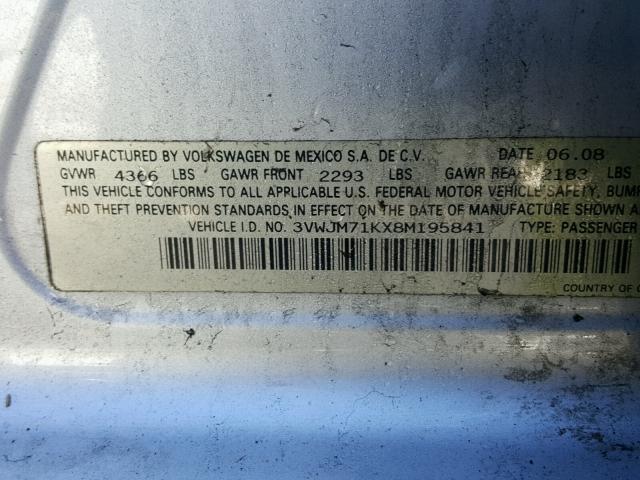 MANUFACTURED BY VOLKSWAGEN DE MEXICO S.A. DE C.V. DATE 06.08
GVWR 4366 LBS GAWR FRONT 2293 LBS GAWR REAR 2183 LBS
THIS VEHICLE CONFORMS TO ALL APPLICABLE U.S. FEDERAL MOTOR VEHICLE SAFETY, BUMP
AND THEFT PREVENTION STANDARDS, IN EFFECT ON THE DATE OF MANUFACTURE SHOWN A
VEHICLE I.D. NO. 3VWJM71KX8M195841 TYPE: PASSENGER
COUNTRY OF